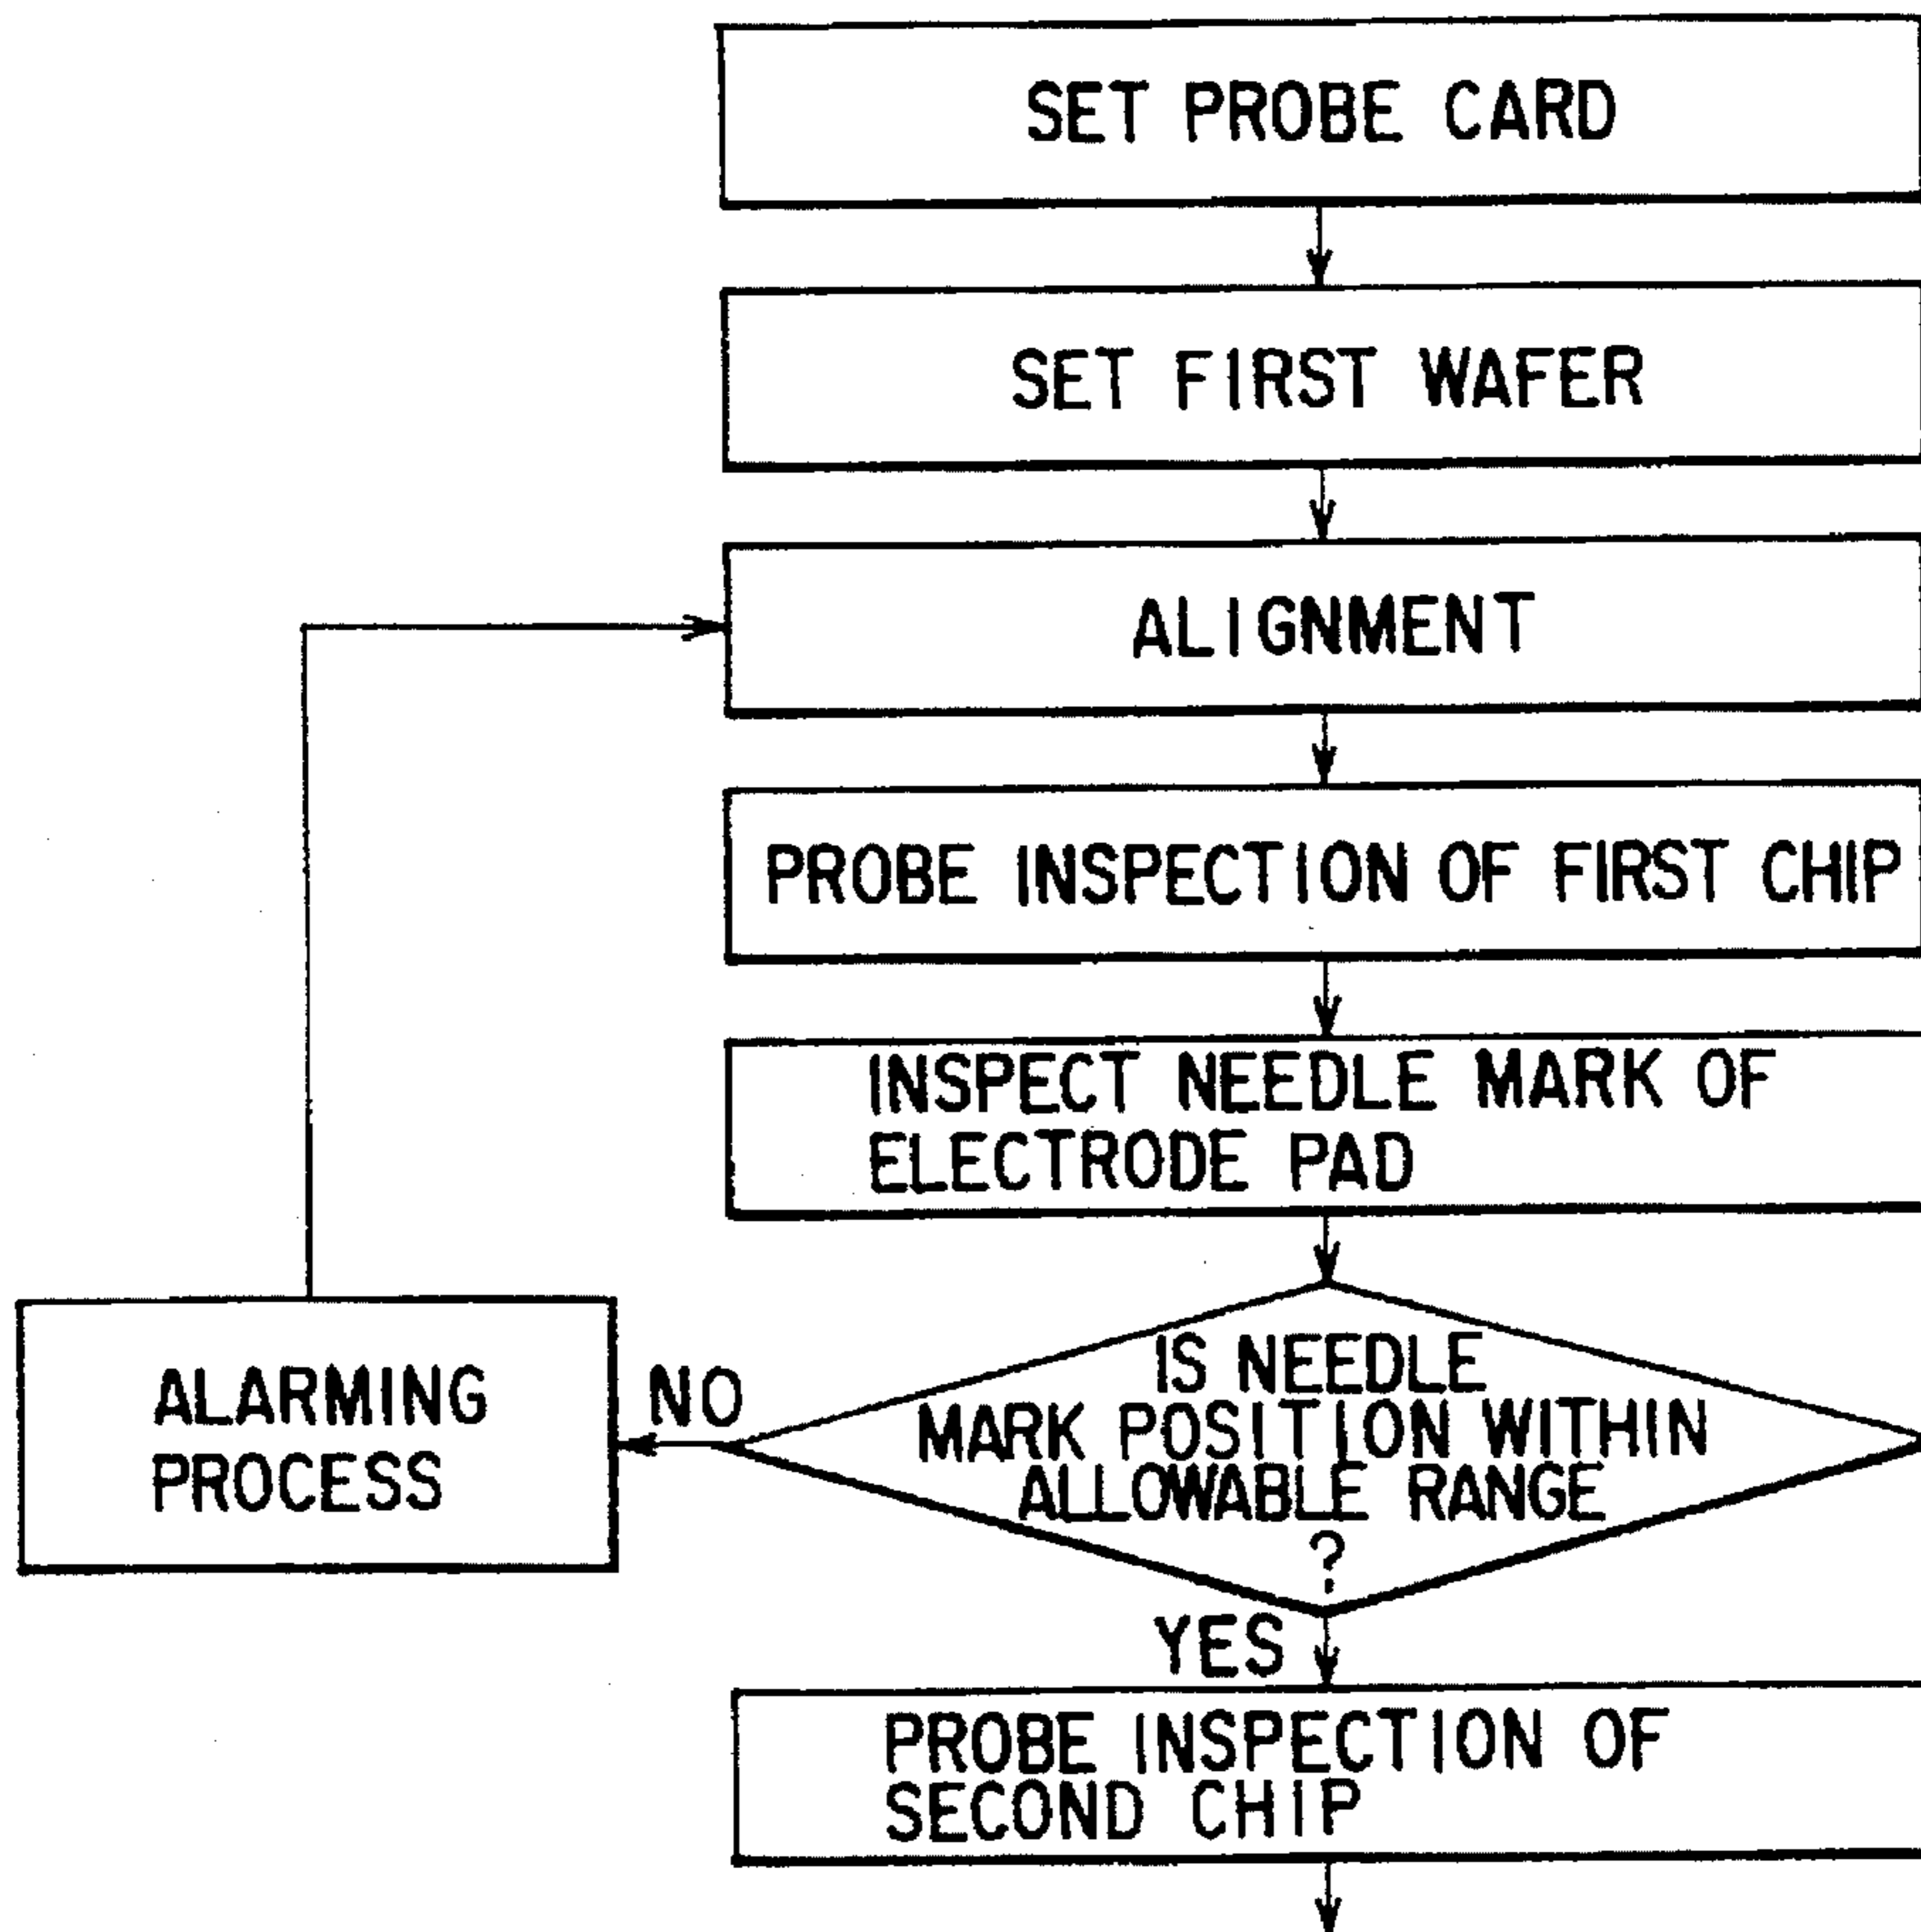 SET PROBE CARD
SET FIRST WAFER
ALIGNMENT
PROBE INSPECTION OF FIRST CHIP
INSPECT NEEDLE MARK OF
ELECTRODE PAD
IS NEEDLE
MARK POSITION WITHIN
ALLOWABLE RANGE
?
NO
ALARMING
PROCESS
YES
PROBE INSPECTION OF
SECOND CHIP